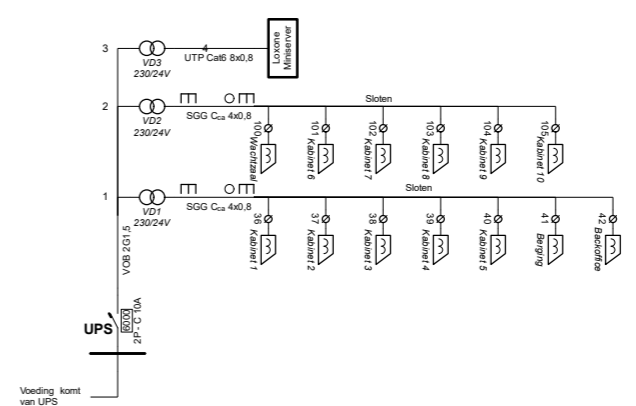 3
VD3
230/24V
4
UTP Cat6 8x0,8
Loxone
Miniserver
2
VD2
230/24V
SGG Cca 4x0,8
Sloten
100
Wachtzaal
101
Kabinet 6
102
Kabinet 7
103
Kabinet 8
104
Kabinet 9
105
Kabinet 10
1
VD1
230/24V
SGG Cca 4x0,8
Sloten
36
Kabinet 1
37
Kabinet 2
38
Kabinet 3
39
Kabinet 4
40
Kabinet 5
41
Berging
42
Backoffice
VOB 2G1,5
UPS
6000
2P - C 10A
Voeding komt
van UPS